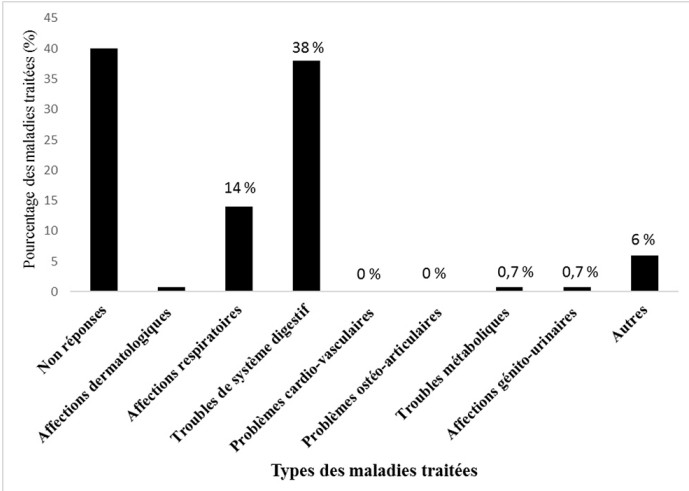 Pourcentage des maladies traitées (%)
45
40
35
30
25
20
15
10
5
0
14 %
38 %
0 %
0 %
0,7 %
0,7 %
6 %
Non réponses
Affections dermatologiques
Affections respiratoires
Troubles de système digestif
Problèmes cardio-vasculaires
Problèmes ostéo-articulaires
Troubles métaboliques
Affections génito-urinaires
Autres
Types des maladies traitées